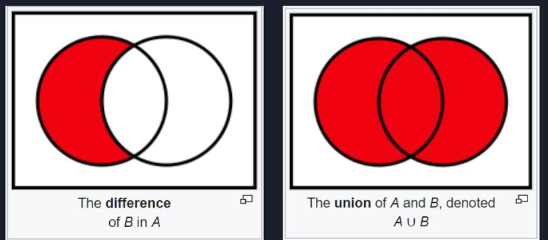 The difference
of B in A
The union of A and B, denoted
A ∪ B